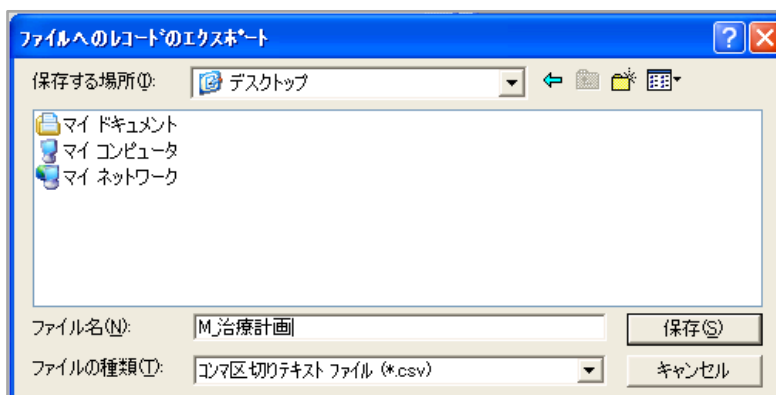 ファイルへのレコードのエクスポート
保存する場所(I): デスクトップ
マイ ドキュメント
マイ コンピュータ
マイ ネットワーク
ファイル名(N): M_治療計画 保存(S)
ファイルの種類(T): コンマ区切りテキスト ファイル (*.csv) キャンセル